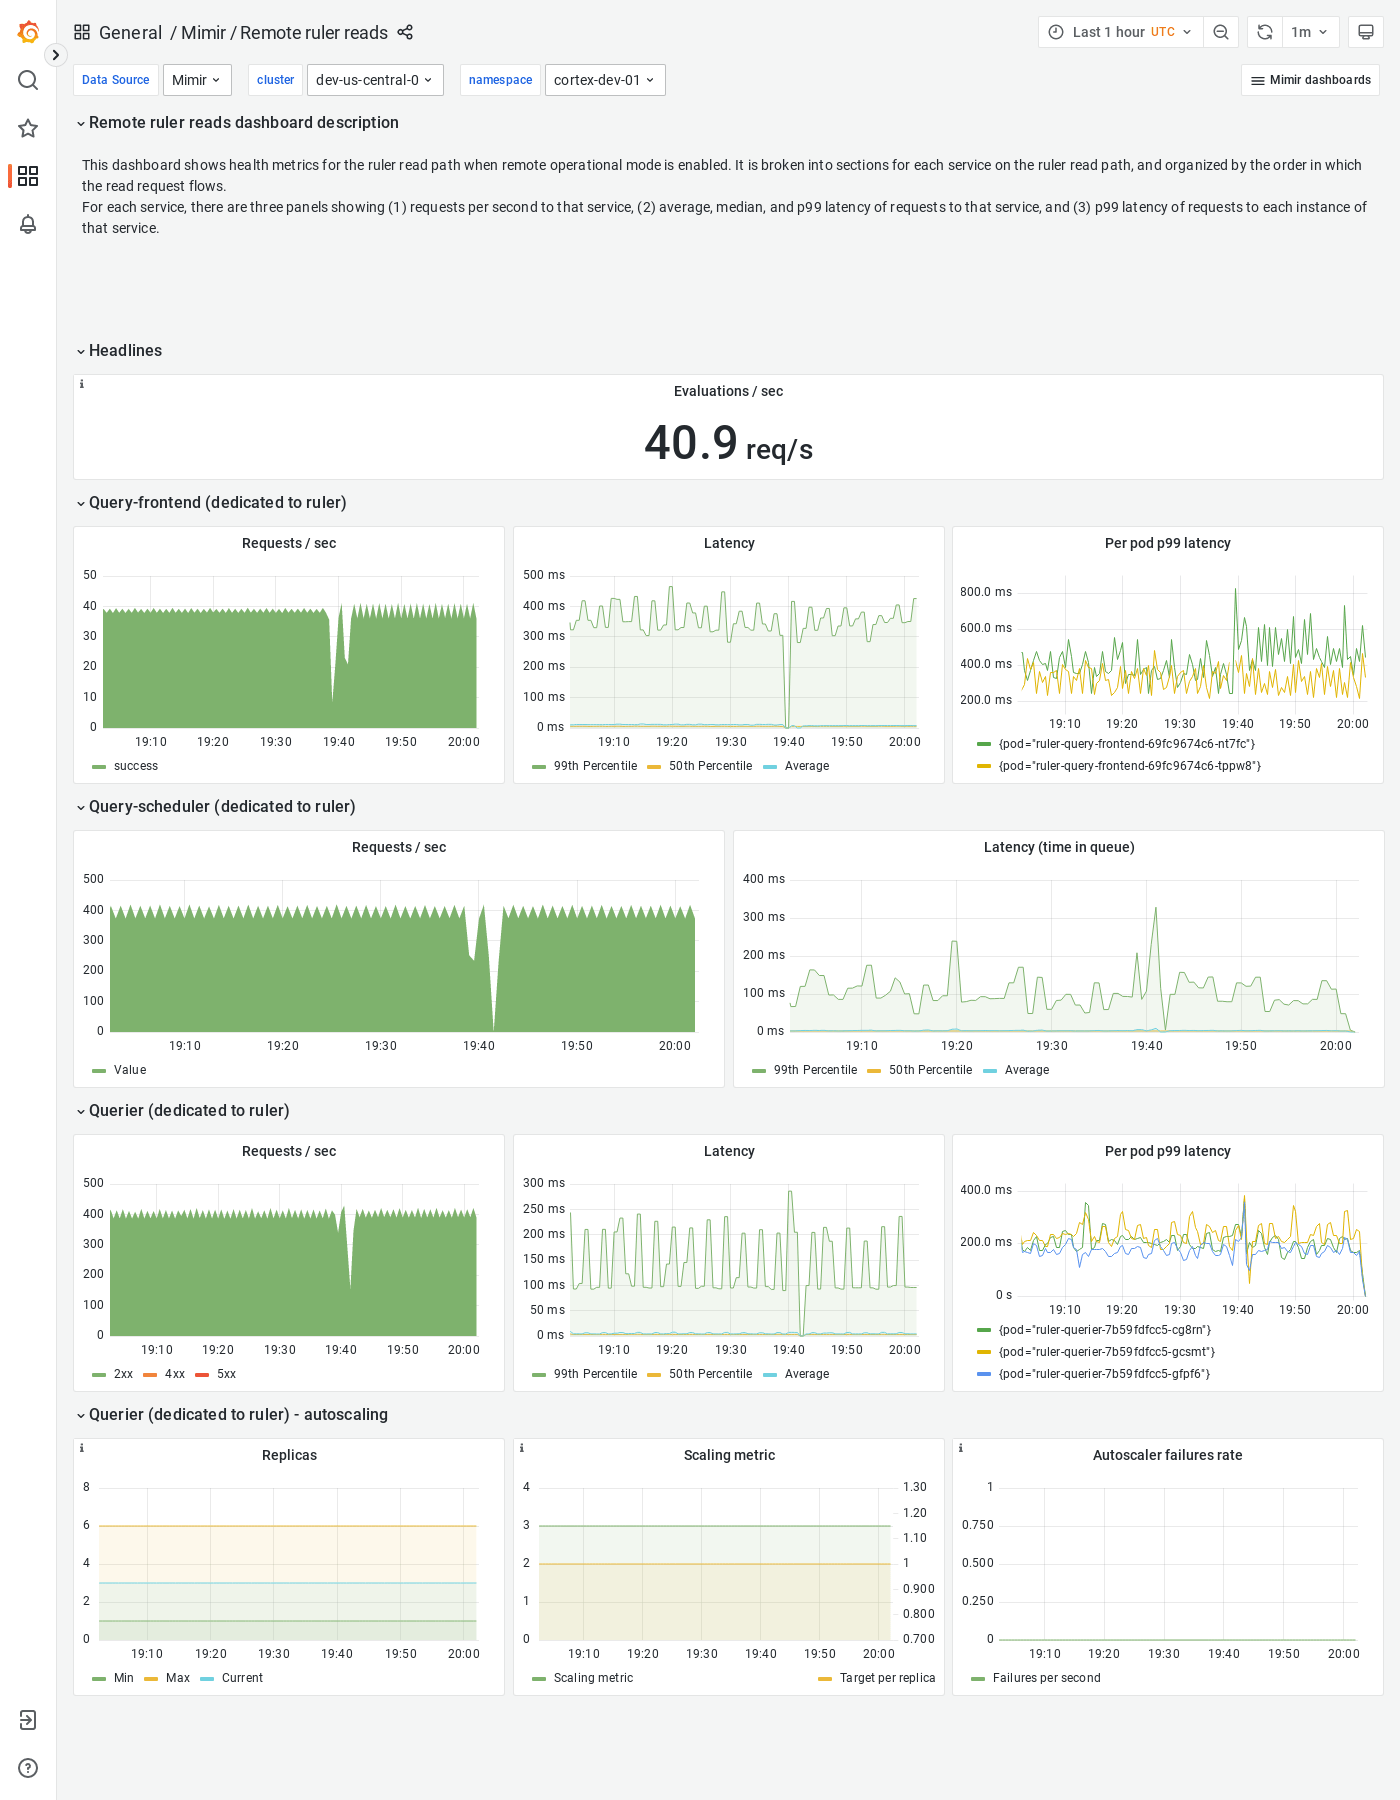 General / Mimir / Remote ruler reads
Last 1 hour UTC
1m
Data Source Mimir cluster dev-us-central-0 namespace cortex-dev-01
Mimir dashboards
Remote ruler reads dashboard description
This dashboard shows health metrics for the ruler read path when remote operational mode is enabled. It is broken into sections for each service on the ruler read path, and organized by the order in which
the read request flows.
For each service, there are three panels showing (1) requests per second to that service, (2) average, median, and p99 latency of requests to that service, and (3) p99 latency of requests to each instance of
that service.
Headlines
i
Evaluations / sec
40.9 req/s
Query-frontend (dedicated to ruler)
Requests / sec
50
40
30
20
10
0
19:10 19:20 19:30 19:40 19:50 20:00
success
Latency
500 ms
400 ms
300 ms
200 ms
100 ms
0 ms
19:10 19:20 19:30 19:40 19:50 20:00
99th Percentile 50th Percentile Average
Per pod p99 latency
800.0 ms
600.0 ms
400.0 ms
200.0 ms
19:10 19:20 19:30 19:40 19:50 20:00
{pod="ruler-query-frontend-69fc9674c6-nt7fc"}
{pod="ruler-query-frontend-69fc9674c6-tppw8"}
Query-scheduler (dedicated to ruler)
Requests / sec
500
400
300
200
100
0
19:10 19:20 19:30 19:40 19:50 20:00
Value
Latency (time in queue)
400 ms
300 ms
200 ms
100 ms
0 ms
19:10 19:20 19:30 19:40 19:50 20:00
99th Percentile 50th Percentile Average
Querier (dedicated to ruler)
Requests / sec
500
400
300
200
100
0
19:10 19:20 19:30 19:40 19:50 20:00
2xx 4xx 5xx
Latency
300 ms
250 ms
200 ms
150 ms
100 ms
50 ms
0 ms
19:10 19:20 19:30 19:40 19:50 20:00
99th Percentile 50th Percentile Average
Per pod p99 latency
400.0 ms
200.0 ms
0 s
19:10 19:20 19:30 19:40 19:50 20:00
{pod="ruler-querier-7b59fdfcc5-cg8rn"}
{pod="ruler-querier-7b59fdfcc5-gcsmt"}
{pod="ruler-querier-7b59fdfcc5-gfpf6"}
Querier (dedicated to ruler) - autoscaling
i
Replicas
8
6
4
2
0
19:10 19:20 19:30 19:40 19:50 20:00
Min Max Current
i
Scaling metric
4
3
2
1
0
1.30
1.20
1.10
1
0.900
0.800
0.700
19:10 19:20 19:30 19:40 19:50 20:00
Scaling metric Target per replica
i
Autoscaler failures rate
1
0.750
0.500
0.250
0
19:10 19:20 19:30 19:40 19:50 20:00
Failures per second